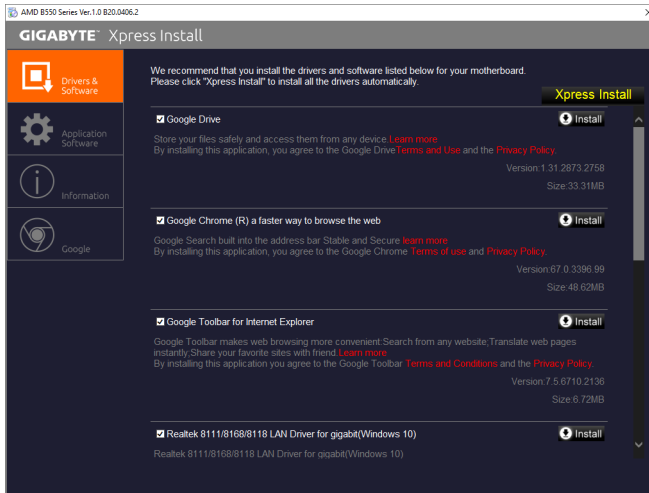 AMD B550 Series Ver.1.0 B20.0406.2
GIGABYTE™ Xpress Install
Drivers &
Software
Application
Software
Information
Google
We recommend that you install the drivers and software listed below for your motherboard.
Please click "Xpress Install" to install all the drivers automatically.
Xpress Install
Google Drive
Install
Store your files safely and access them from any device.Learn more
By installing this application, you agree to the Google DriveTerms and Use and the Privacy Policy.
Version:1.31.2873.2758
Size:33.31MB
Google Chrome (R) a faster way to browse the web
Install
Google Search built into the address bar Stable and Secure learn more
By installing this application, you agree to the Google Chrome Terms of use and Privacy Policy.
Version:67.0.3396.99
Size:48.62MB
Google Toolbar for Internet Explorer
Install
Google Toolbar makes web browsing more convenient:Search from any website;Translate web pages
instantly;Share your favorite sites with friend.Learn more
By installing this application you agree to the Google Toolbar Terms and Conditions and the Privacy Policy.
Version:7.5.6710.2136
Size:6.72MB
Realtek 8111/8168/8118 LAN Driver for gigabit(Windows 10)
Install
Realtek 8111/8168/8118 LAN Driver for gigabit(Windows 10)